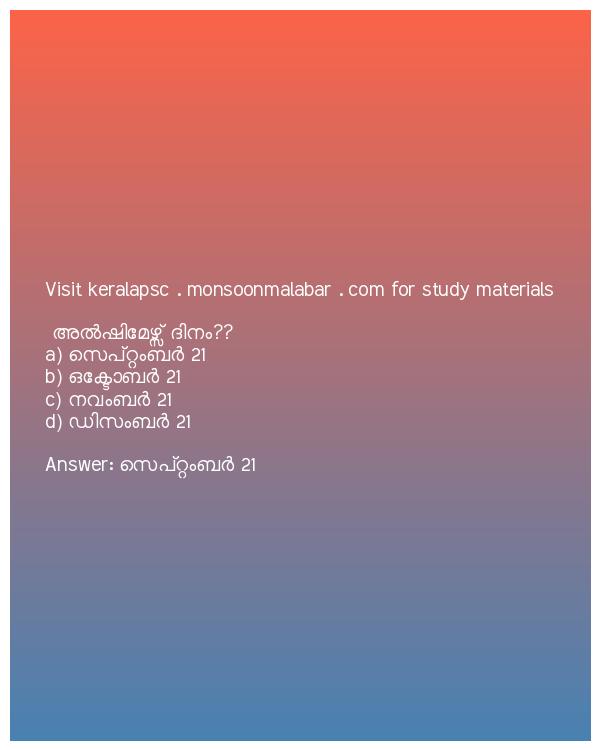 Visit keralapsc . monsoonmalabar . com for study materials
അൽഷിമേഴ്സ് ദിനം??
a) സെപ്റ്റംബർ 21
b) ഒക്ടോബർ 21
c) നവംബർ 21
d) ഡിസംബർ 21
Answer: സെപ്റ്റംബർ 21